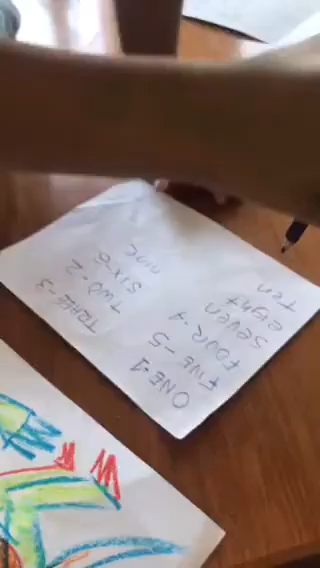 ONE-1
FIVE-5
FOUR-4
seven
eight
Ten
THREE-3
TWO-2
SIX-6
nine